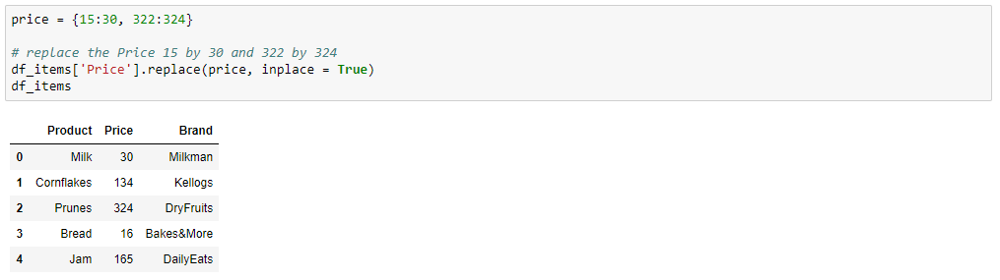 price = {15:30, 322:324}
# replace the Price 15 by 30 and 322 by 324
df_items['Price'].replace(price, inplace = True)
df_items
Product Price Brand
0 Milk 30 Milkman
1 Cornflakes 134 Kellogs
2 Prunes 324 DryFruits
3 Bread 16 Bakes&More
4 Jam 165 DailyEats